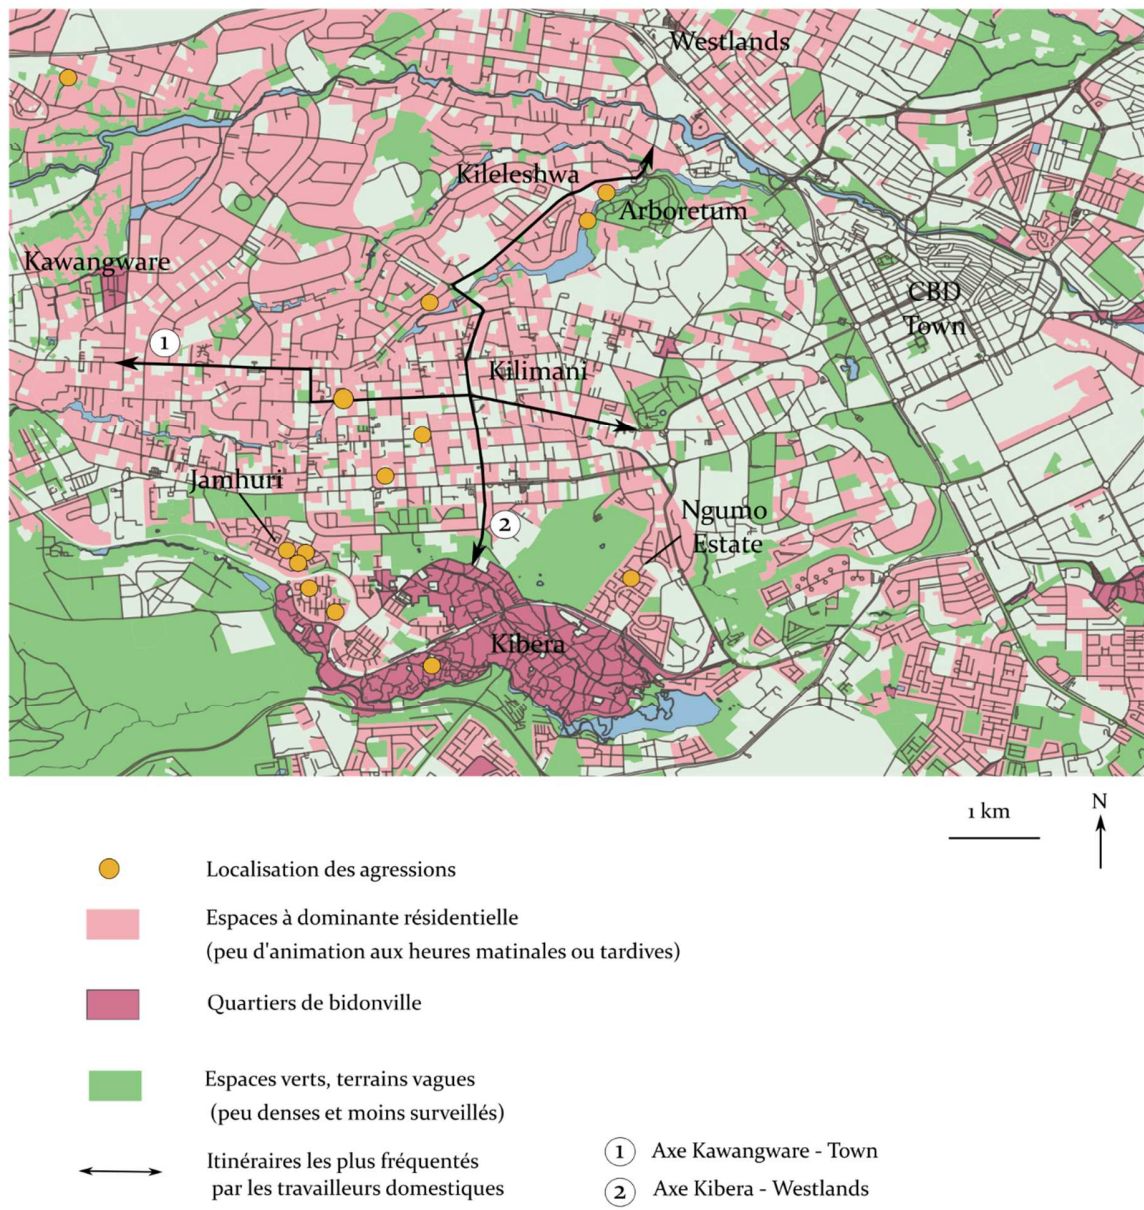 Westlands
Kileleshwa
Arboretum
Kawangware
CBD
Town
1
Kilimani
Jamhuri
2
Ngumo
Estate
Kibera
1 km
N
Localisation des agressions
Espaces à dominante résidentielle
(peu d'animation aux heures matinales ou tardives)
Quartiers de bidonville
Espaces verts, terrains vagues
(peu denses et moins surveillés)
Itinéraires les plus fréquentés
par les travailleurs domestiques
1 Axe Kawangware - Town
2 Axe Kibera - Westlands